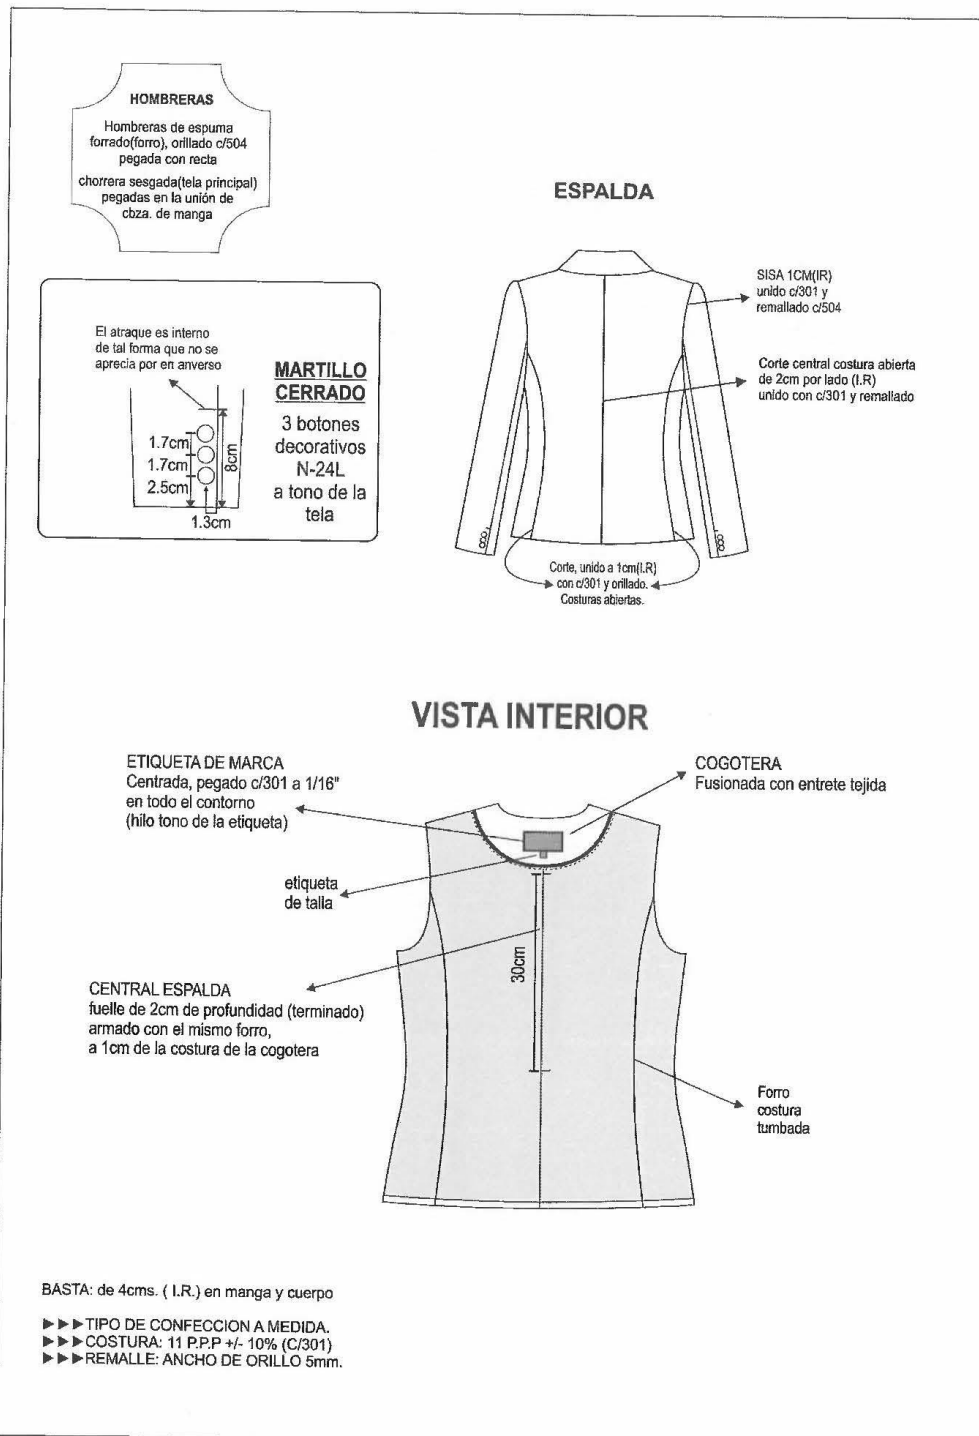 HOMBRERAS
Hombreras de espuma
forrado(forro), orillado c/504
pegada con recta
chorrera sesgada(tela principal)
pegadas en la unión de
cbza. de manga
El atraque es interno
de tal forma que no se
aprecia por en anverso
1.7cm
1.7cm
2.5cm
8cm
1.3cm
MARTILLO
CERRADO
3 botones
decorativos
N-24L
a tono de la
tela
ESPALDA
SISA 1CM(IR)
unido c/301 y
remallado c/504
Corte central costura abierta
de 2cm por lado (I.R)
unido con c/301 y remallado
Corte, unido a 1cm(I.R)
con c/301 y orillado.
Costuras abiertas.
VISTA INTERIOR
ETIQUETA DE MARCA
Centrada, pegado c/301 a 1/16"
en todo el contorno
(hilo tono de la etiqueta)
COGOTERA
Fusionada con entrete tejida
etiqueta
de talla
30cm
CENTRAL ESPALDA
fuelle de 2cm de profundidad (terminado)
armado con el mismo forro,
a 1cm de la costura de la cogotera
Forro
costura
tumbada
BASTA: de 4cms. ( I.R.) en manga y cuerpo
►►►TIPO DE CONFECCION A MEDIDA.
►►►COSTURA: 11 P.P.P +/- 10% (C/301)
►►►REMALLE: ANCHO DE ORILLO 5mm.